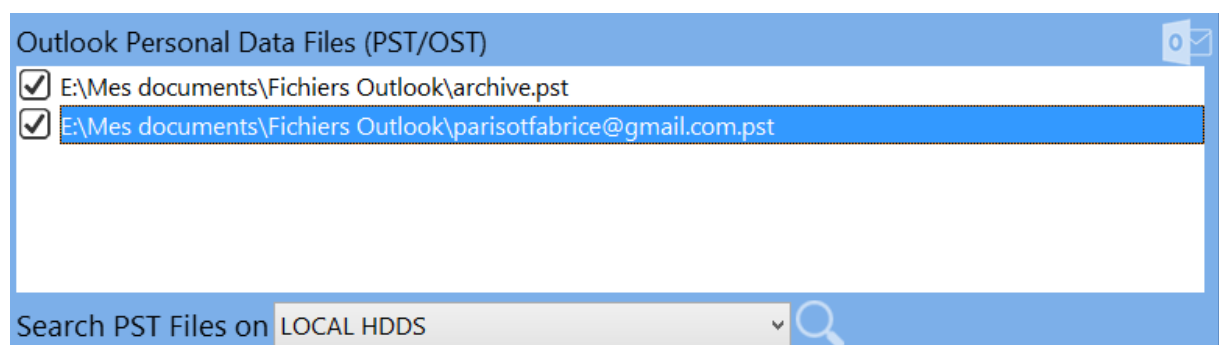 Outlook Personal Data Files (PST/OST)
E:\Mes documents\Fichiers Outlook\archive.pst
E:\Mes documents\Fichiers Outlook\parisotfabrice@gmail.com.pst
Search PST Files on LOCAL HDDS